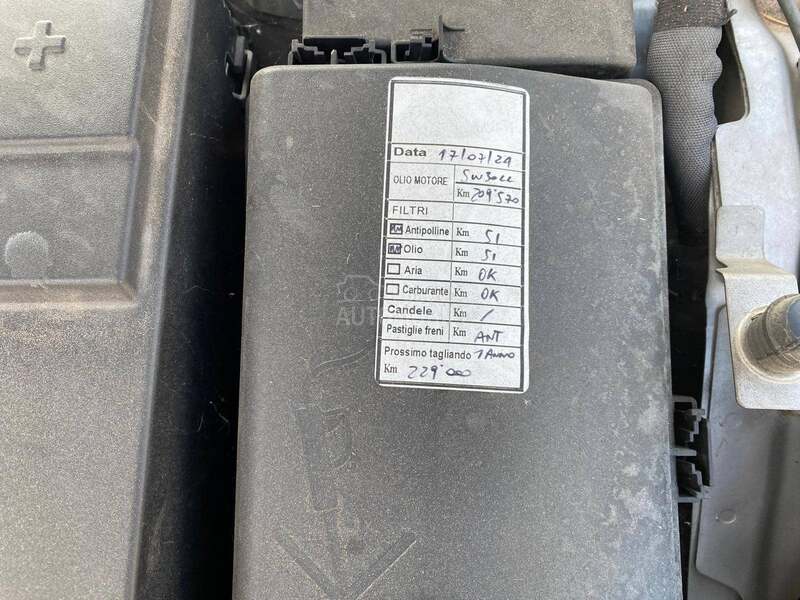 Data 17/07/24
OLIO MOTORE 5W30LL
Km 209'570
FILTRI
Antipolline Km SI
Olio Km SI
Aria Km OK
Carburante Km OK
Candele Km /
Pastiglie freni Km ANT
Prossimo tagliando 1 ANNO
Km 229'000